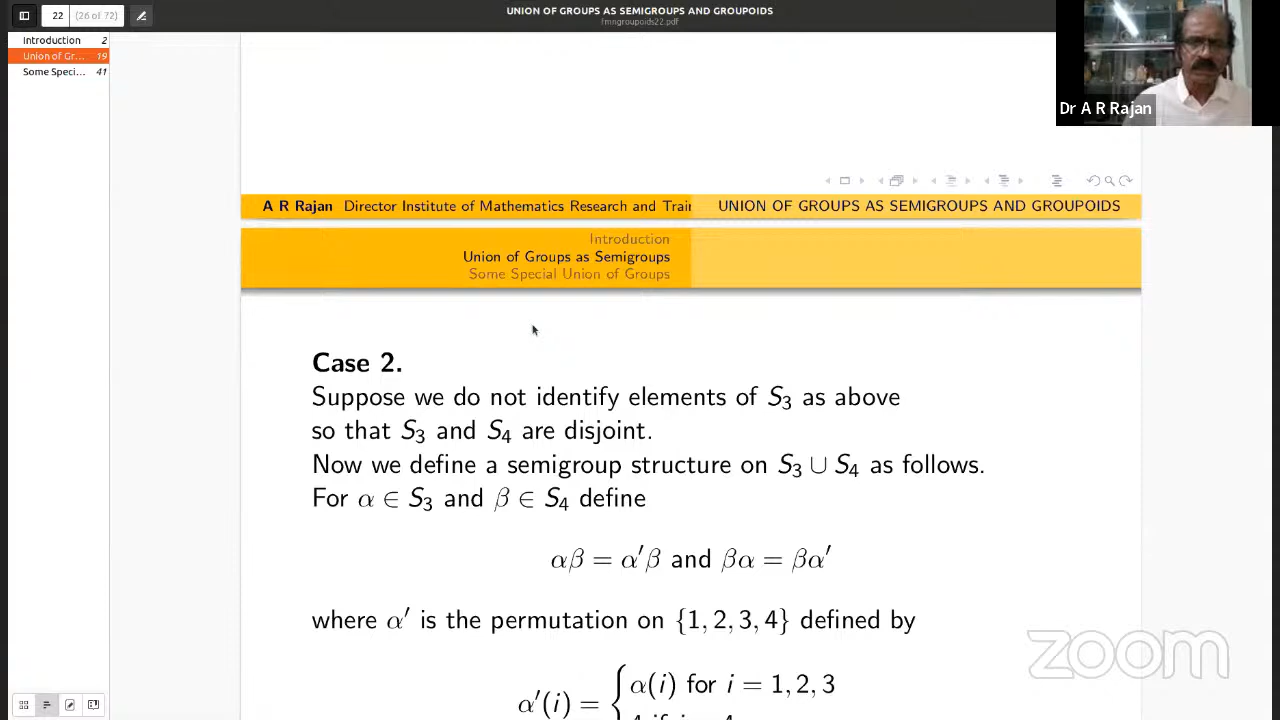 UNION OF GROUPS AS SEMIGROUPS AND GROUPOIDS
fmngroupoids22.pdf
22 (26 of 72)
Introduction 2
Union of Gr... 19
Some Speci... 41
Dr A R Rajan
A R Rajan Director Institute of Mathematics Research and Trai UNION OF GROUPS AS SEMIGROUPS AND GROUPOIDS
Introduction
Union of Groups as Semigroups
Some Special Union of Groups
Case 2.
Suppose we do not identify elements of S₃ as above
so that S₃ and S₄ are disjoint.
Now we define a semigroup structure on S₃ ∪ S₄ as follows.
For α ∈ S₃ and β ∈ S₄ define
αβ = α′β and βα = βα′
where α′ is the permutation on {1, 2, 3, 4} defined by
α′(i) = { α(i) for i = 1, 2, 3
4 if i = 4
zoom